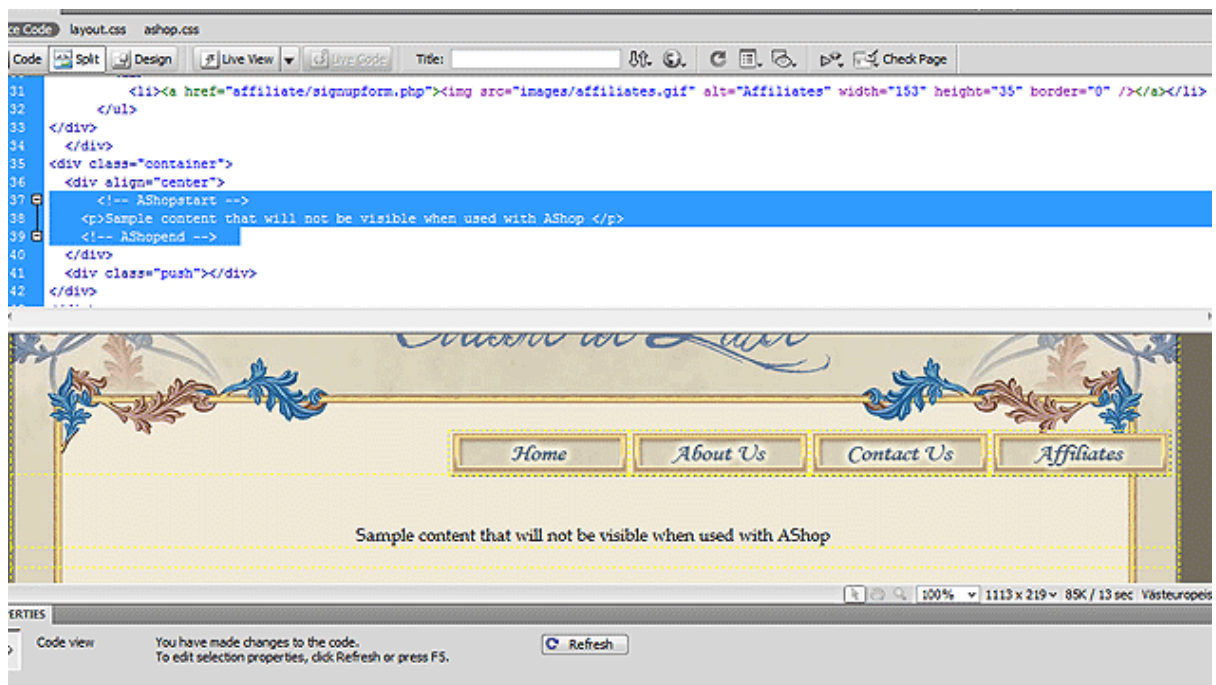 ce Code layout.css ashop.css
Code Split Design Live View Live Code Title: Check Page
31 <li><a href="affiliate/signupform.php"><img src="images/affiliates.gif" alt="Affiliates" width="153" height="35" border="0" /></a></li>
32 </ul>
33 </div>
34 </div>
35 <div class="container">
36 <div align="center">
37 <!-- AShopstart -->
38 <p>Sample content that will not be visible when used with AShop </p>
39 <!-- AShopend -->
40 </div>
41 <div class="push"></div>
42 </div>
Home About Us Contact Us Affiliates
Sample content that will not be visible when used with AShop
100% 1113 x 219 85K / 13 sec Västeuropeis
ERTIES
Code view You have made changes to the code. Refresh
To edit selection properties, click Refresh or press F5.